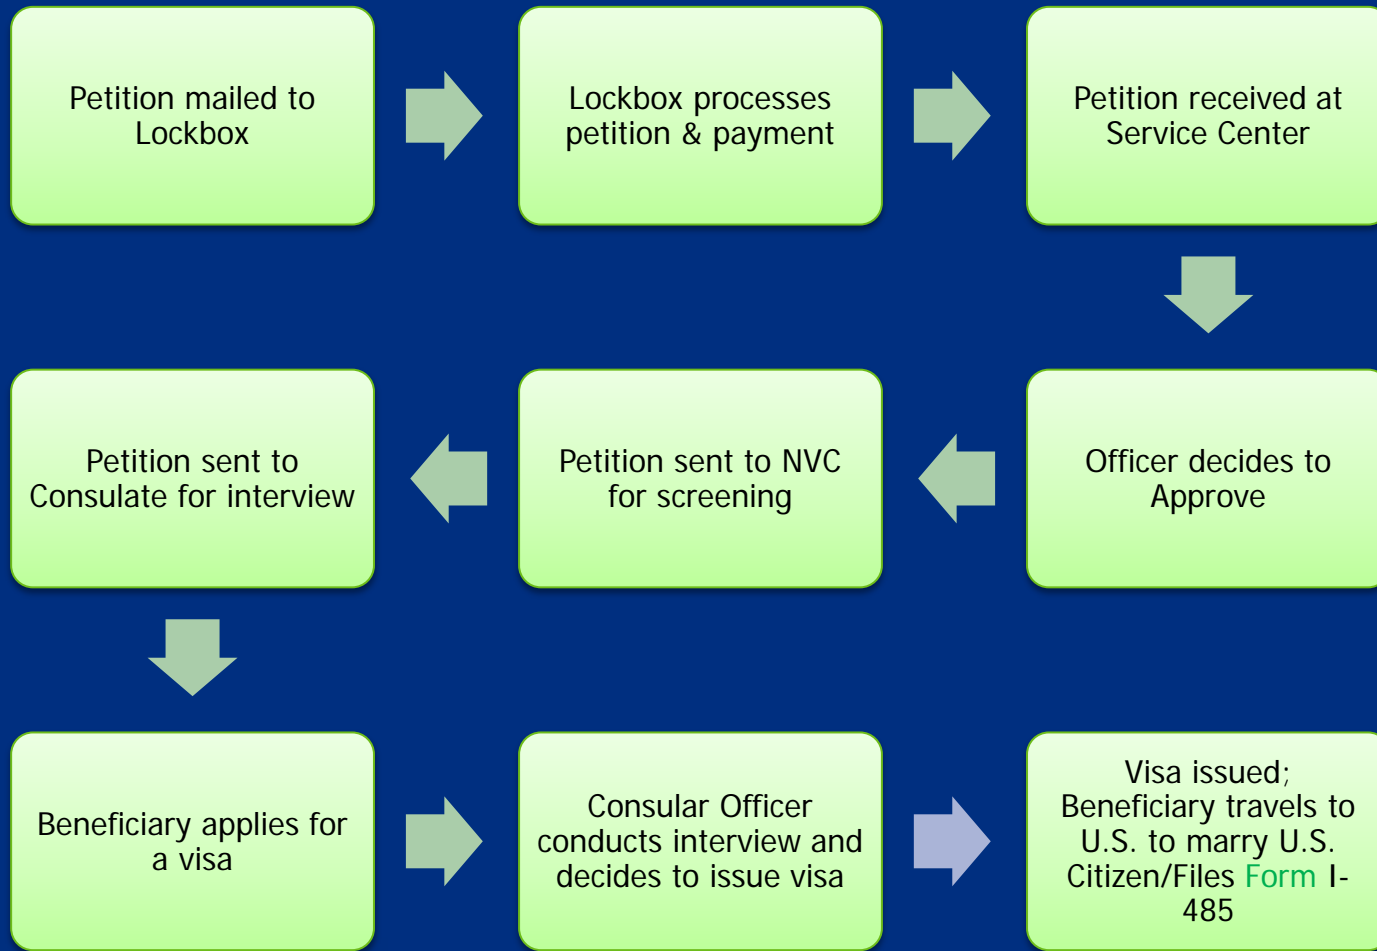 Petition mailed to
Lockbox
Lockbox processes
petition & payment
Petition received at
Service Center
Officer decides to
Approve
Petition sent to NVC
for screening
Petition sent to
Consulate for interview
Beneficiary applies for
a visa
Consular Officer
conducts interview and
decides to issue visa
Visa issued;
Beneficiary travels to
U.S. to marry U.S.
Citizen/Files Form I-
485